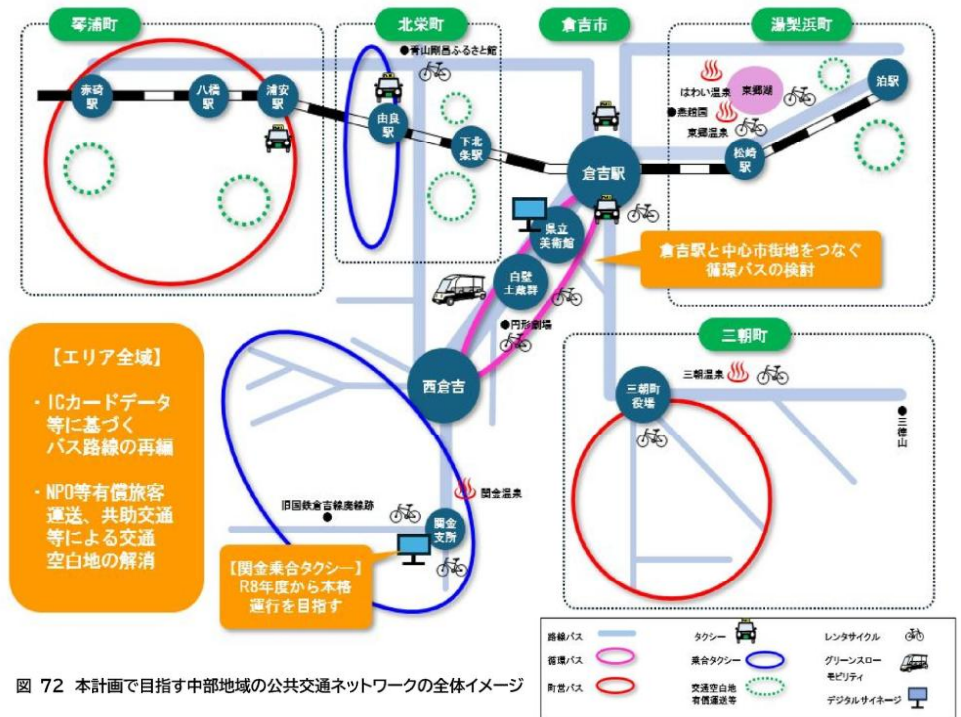 琴浦町
北栄町
倉吉市
湯梨浜町
●青山剛昌ふるさと館
赤碕
駅
八橋
駅
浦安
駅
由良
駅
下北
条駅
倉吉駅
はわい温泉
東郷湖
●燕趙園
東郷温泉
泊駅
松崎
駅
県立
美術館
倉吉駅と中心市街地をつなぐ
循環バスの検討
白壁
土蔵群
●円形劇場
西倉吉
三朝町
三朝町
役場
三朝温泉
●三徳山
【エリア全域】
・ICカードデータ
等に基づく
バス路線の再編
・NPO等有償旅客
運送、共助交通
等による交通
空白地の解消
関金温泉
旧国鉄倉吉線廃線跡
●
関金
支所
【関金乗合タクシー】
R8年度から本格
運行を目指す
路線バス
タクシー
レンタサイクル
循環バス
乗合タクシー
グリーンスロー
モビリティ
町営バス
交通空白地
有償運送等
デジタルサイネージ
図 72 本計画で目指す中部地域の公共交通ネットワークの全体イメージ